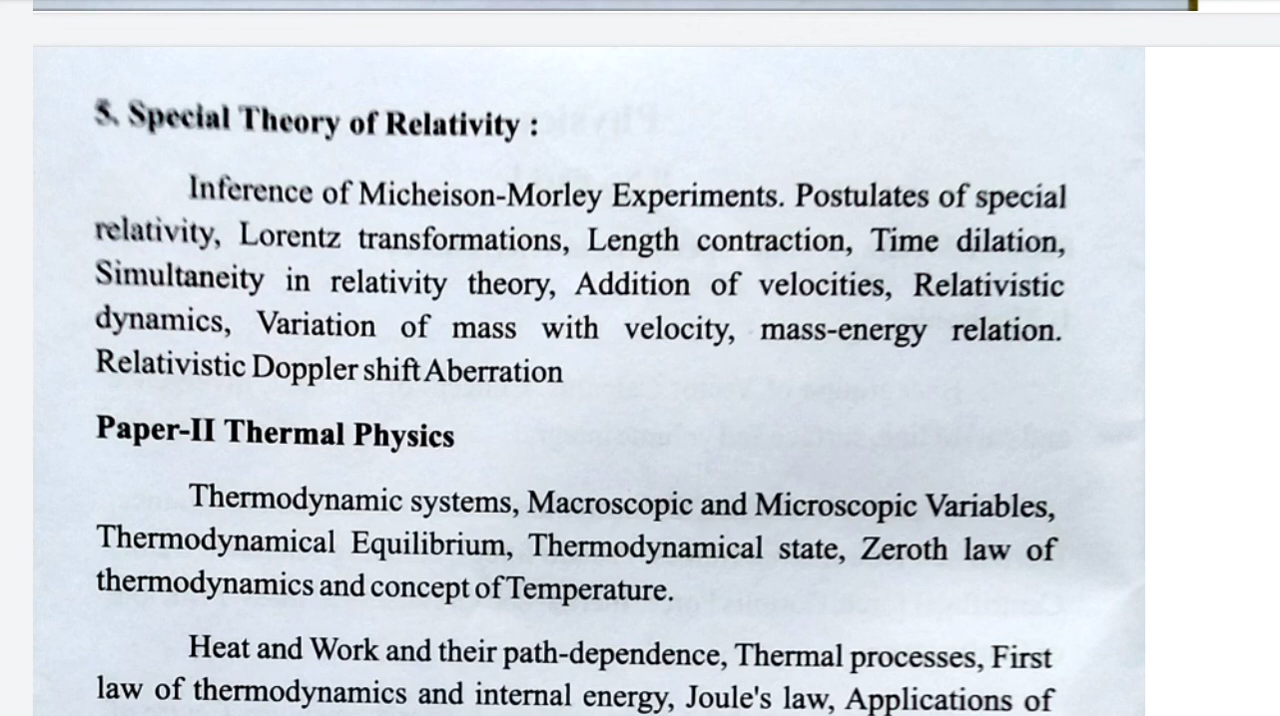 5. Special Theory of Relativity :
Inference of Micheison-Morley Experiments. Postulates of special
relativity, Lorentz transformations, Length contraction, Time dilation,
Simultaneity in relativity theory, Addition of velocities, Relativistic
dynamics, Variation of mass with velocity, mass-energy relation.
Relativistic Doppler shift Aberration
Paper-II Thermal Physics
Thermodynamic systems, Macroscopic and Microscopic Variables,
Thermodynamical Equilibrium, Thermodynamical state, Zeroth law of
thermodynamics and concept of Temperature.
Heat and Work and their path-dependence, Thermal processes, First
law of thermodynamics and internal energy, Joule's law, Applications of